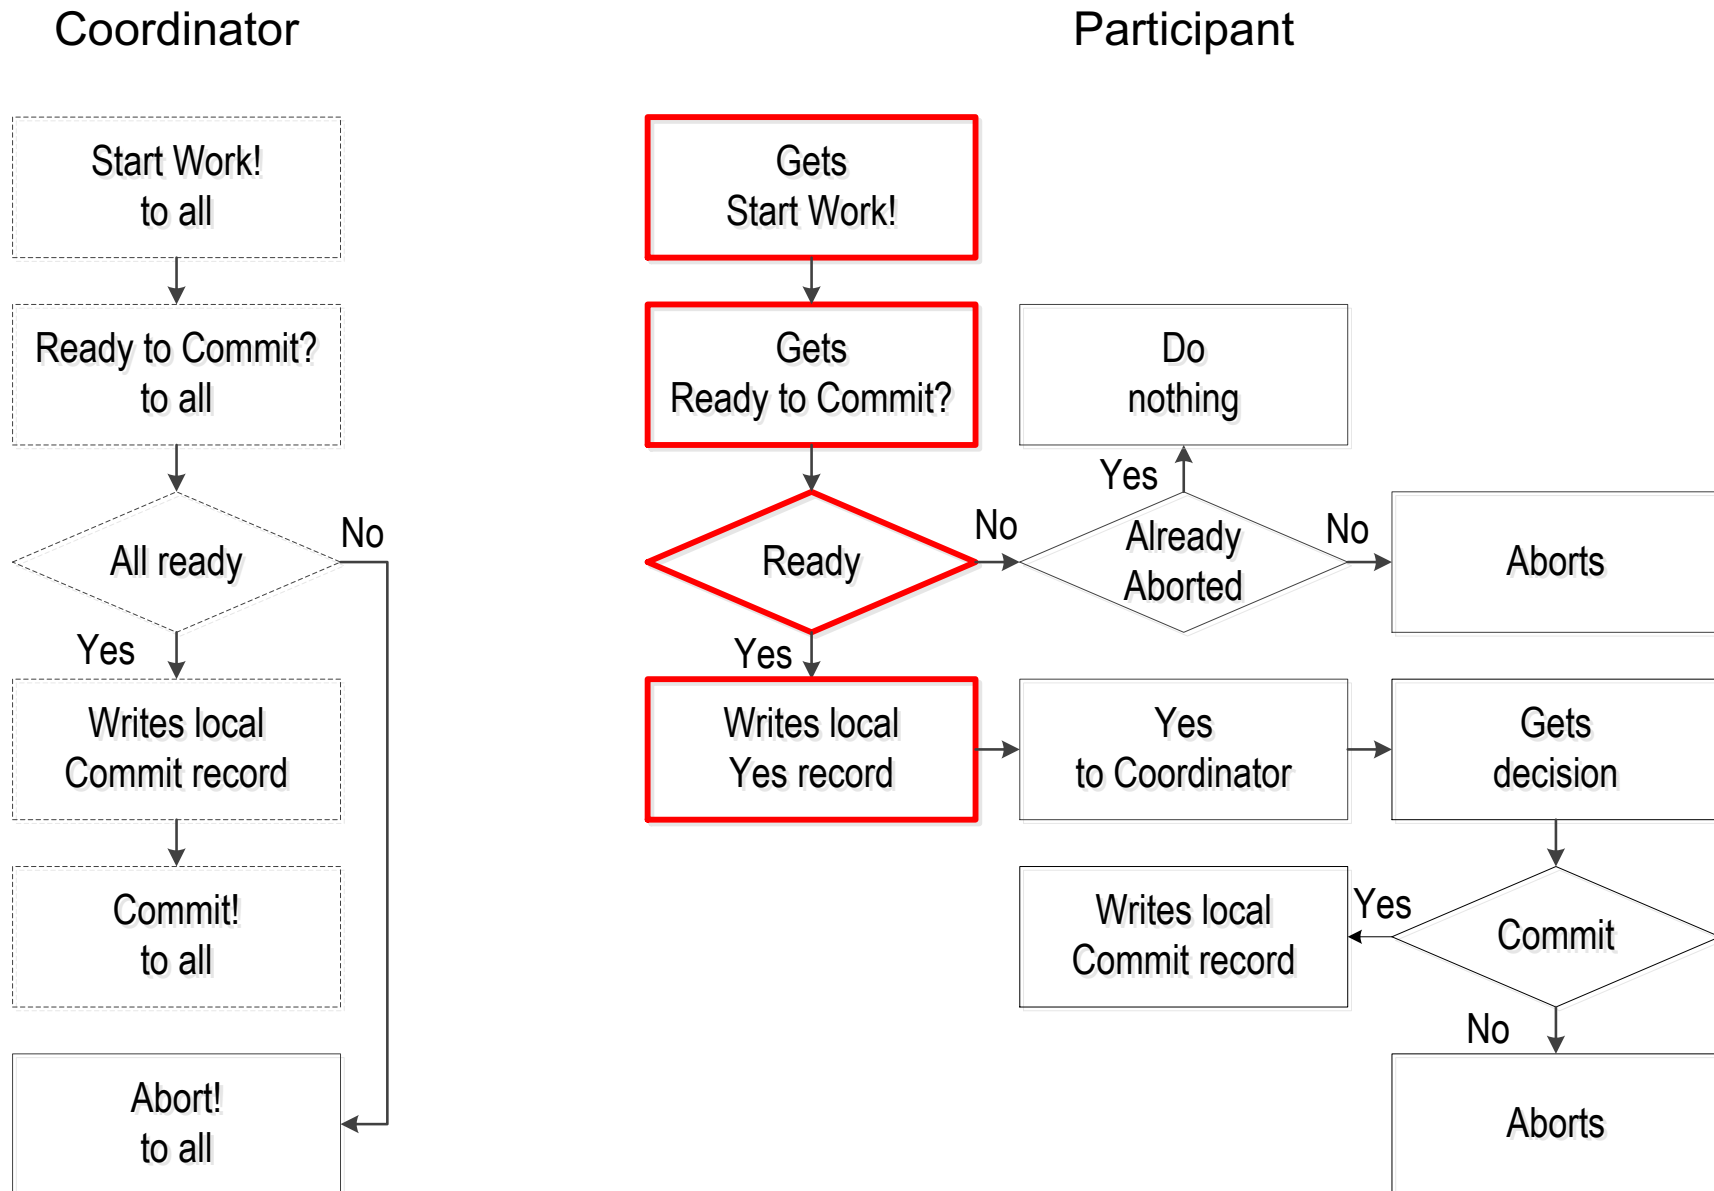 Coordinator
Participant
Start Work!
to all
Ready to Commit?
to all
All ready
No
Yes
Writes local
Commit record
Commit!
to all
Abort!
to all
Gets
Start Work!
Gets
Ready to Commit?
Ready
No
Yes
Already
Aborted
Yes
Do
nothing
No
Aborts
Writes local
Yes record
Yes
to Coordinator
Gets
decision
Commit
Yes
Writes local
Commit record
No
Aborts